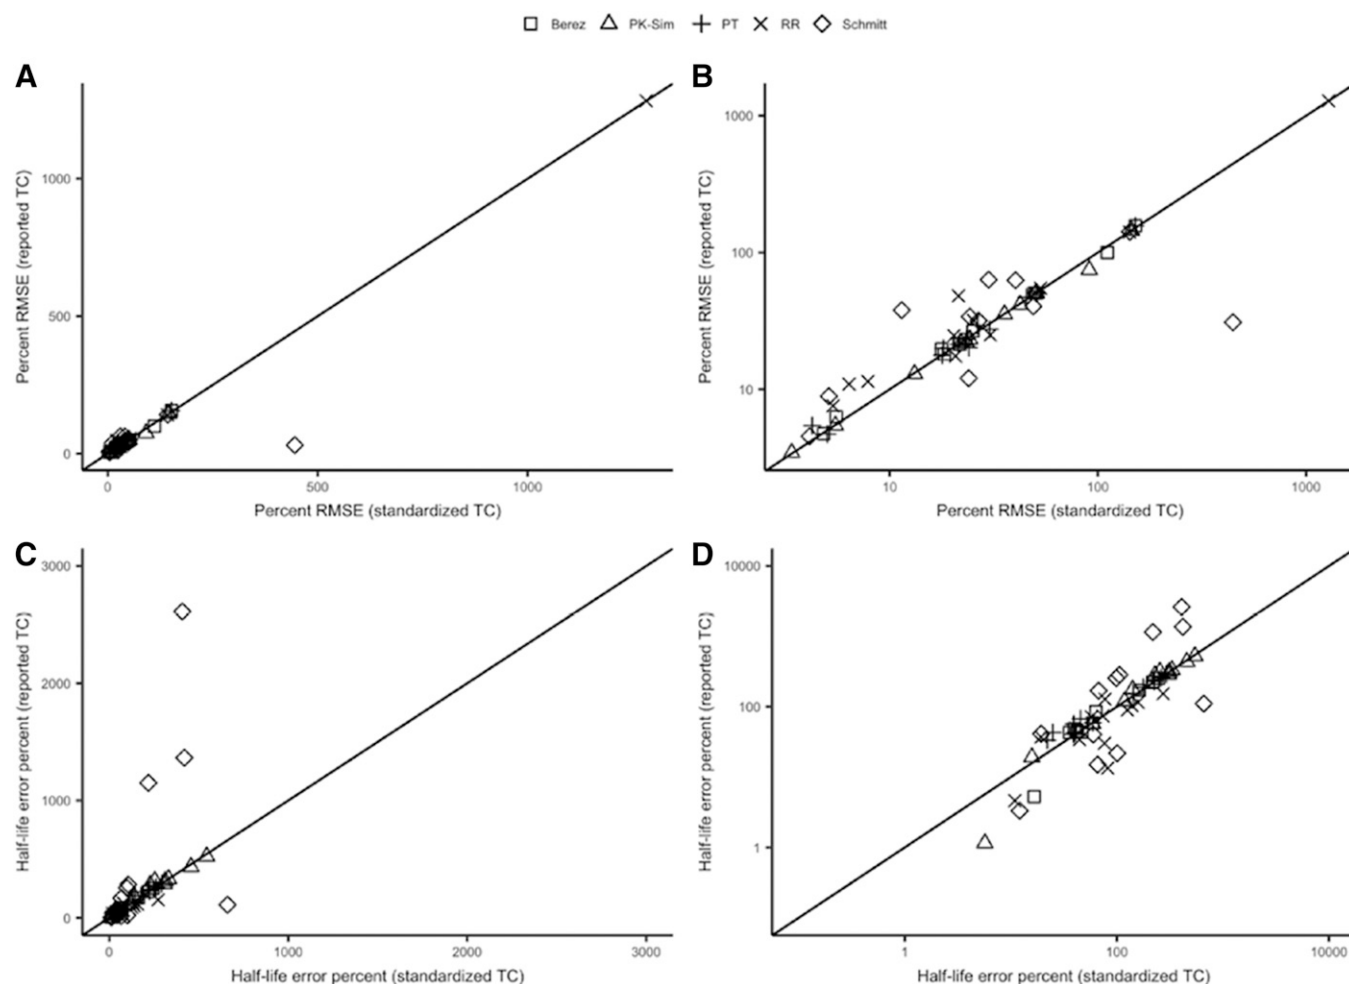 Berez PK-Sim PT RR Schmitt
A
Percent RMSE (reported TC)
1000
500
0
0 500 1000
Percent RMSE (standardized TC)
B
Percent RMSE (reported TC)
1000
100
10
10 100 1000
Percent RMSE (standardized TC)
C
Half-life error percent (reported TC)
3000
2000
1000
0
0 1000 2000 3000
Half-life error percent (standardized TC)
D
Half-life error percent (reported TC)
10000
100
1
1 100 10000
Half-life error percent (standardized TC)